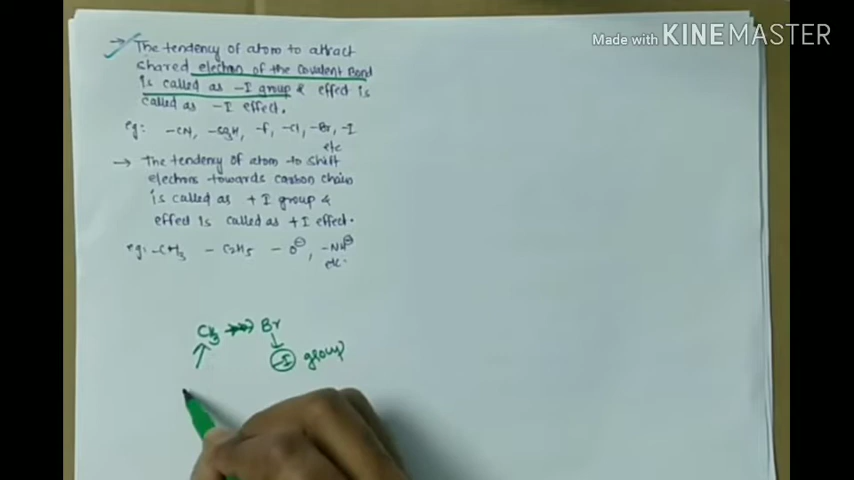 Made with KINEMASTER
→ The tendency of atom to attract
shared electron of the Covalent Bond
is called as -I group & effect is
called as -I effect.
eg: -CN, -SO3H, -F, -Cl, -Br, -I
etc
→ The tendency of atom to shift
electrons towards carbon chain
is called as +I group &
effect is called as +I effect.
eg: -CH3 - C2H5 - O⊖, -NH⊖
etc.
CH3 →→→ Br
-I group